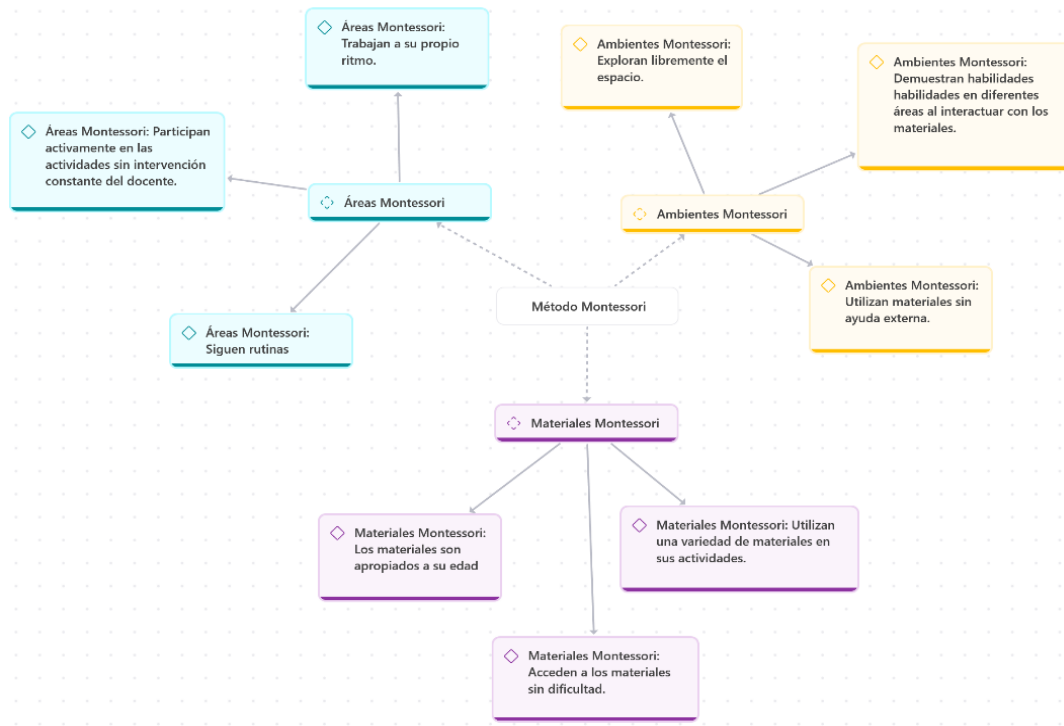 Áreas Montessori:
Trabajan a su propio
ritmo.
Ambientes Montessori:
Exploran libremente el
espacio.
Ambientes Montessori:
Demuestran habilidades
habilidades en diferentes
áreas al interactuar con los
materiales.
Áreas Montessori: Participan
activamente en las
actividades sin intervención
constante del docente.
Áreas Montessori
Ambientes Montessori
Ambientes Montessori:
Utilizan materiales sin
ayuda externa.
Método Montessori
Áreas Montessori:
Siguen rutinas
Materiales Montessori
Materiales Montessori:
Los materiales son
apropiados a su edad
Materiales Montessori: Utilizan
una variedad de materiales en
sus actividades.
Materiales Montessori:
Acceden a los materiales
sin dificultad.